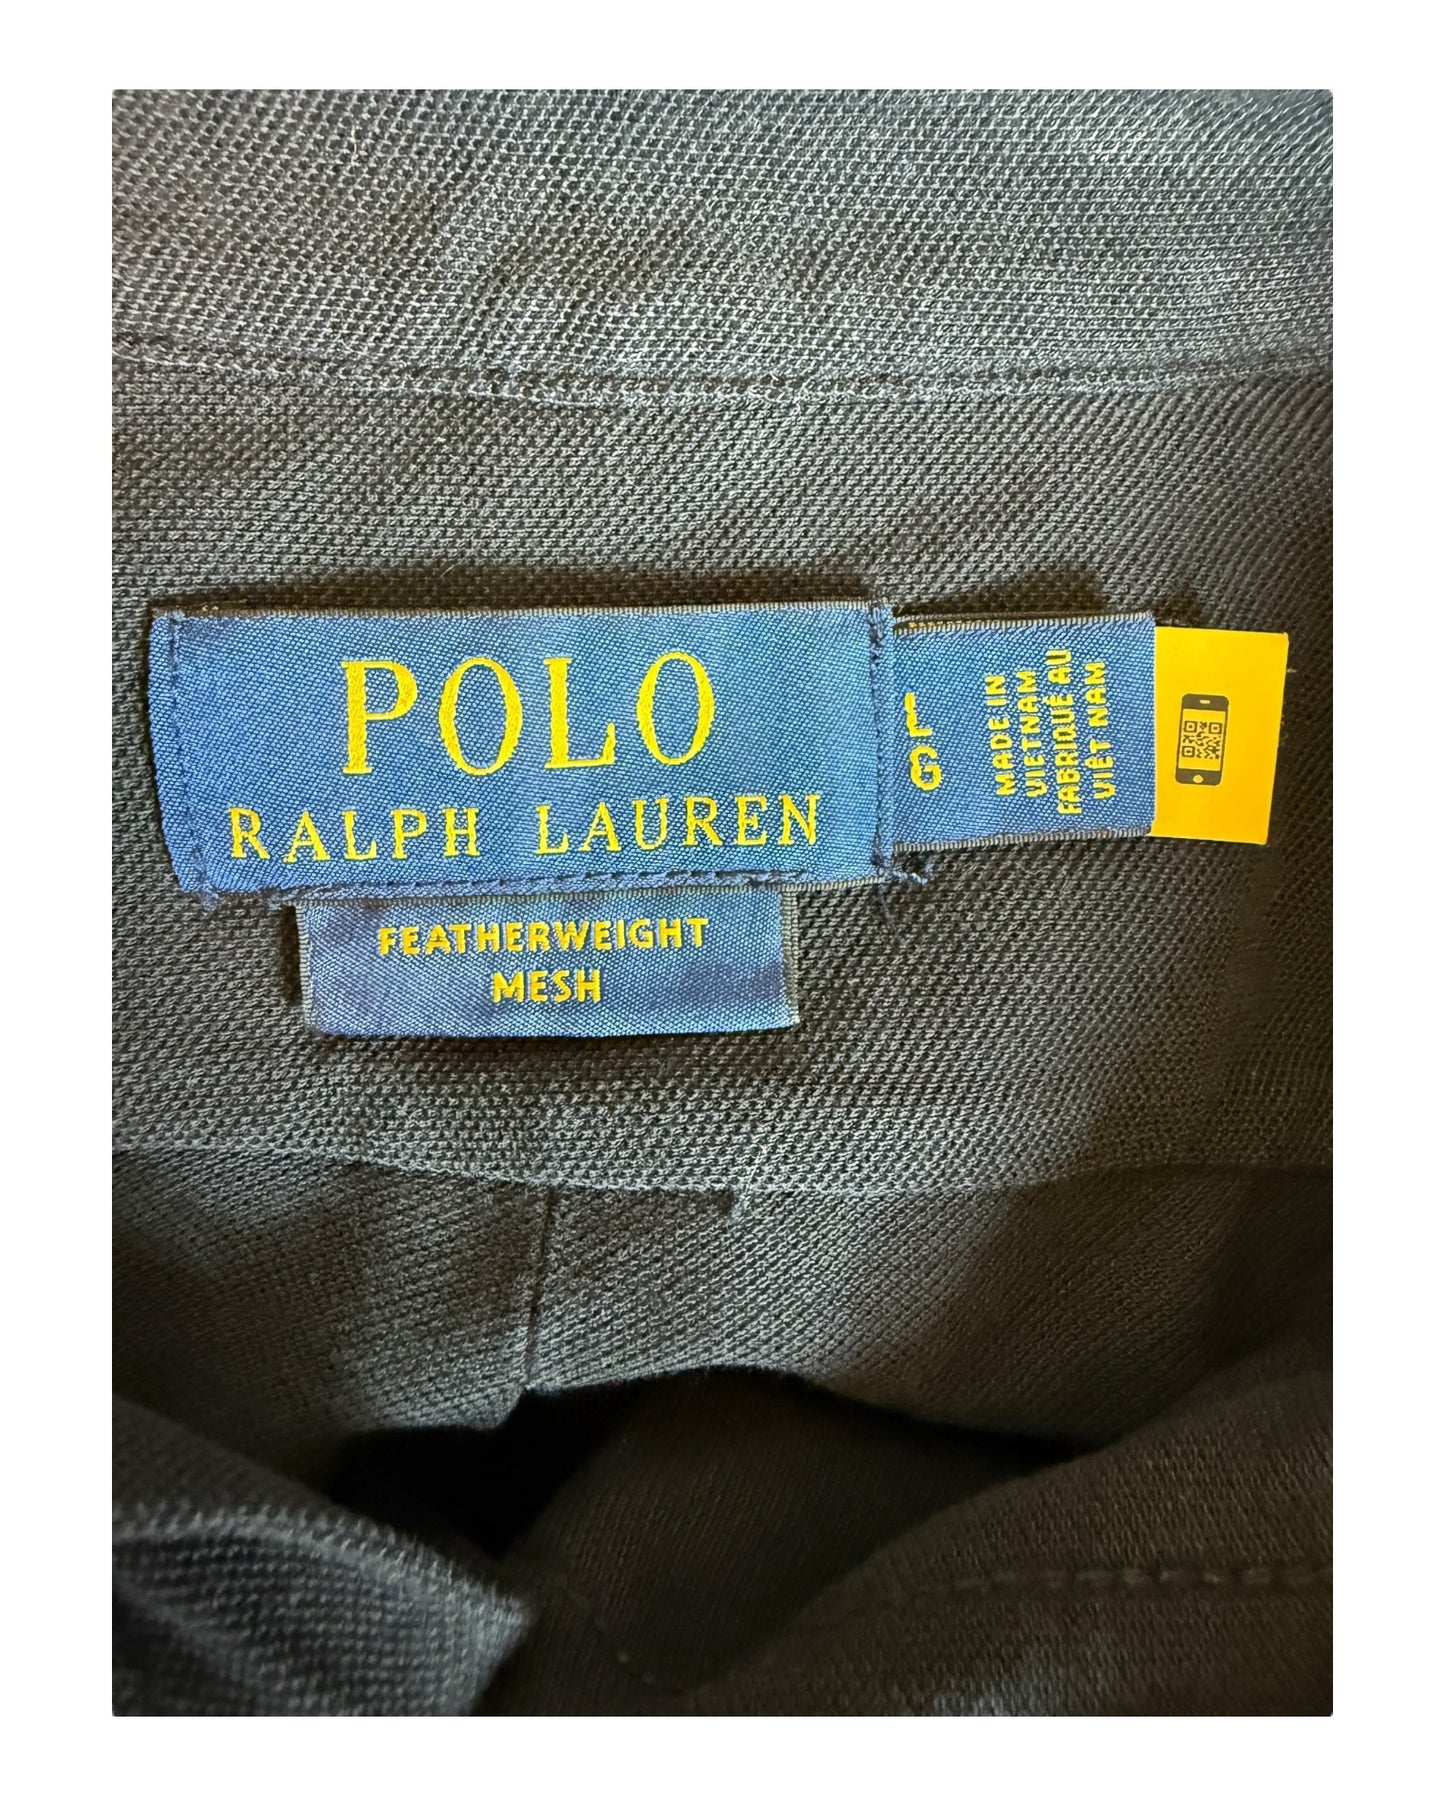 POLO
RALPH LAUREN
FEATHERWEIGHT
MESH
L
G
MADE IN
VIETNAM
FABRIQUÉ AU
VIÊT NAM